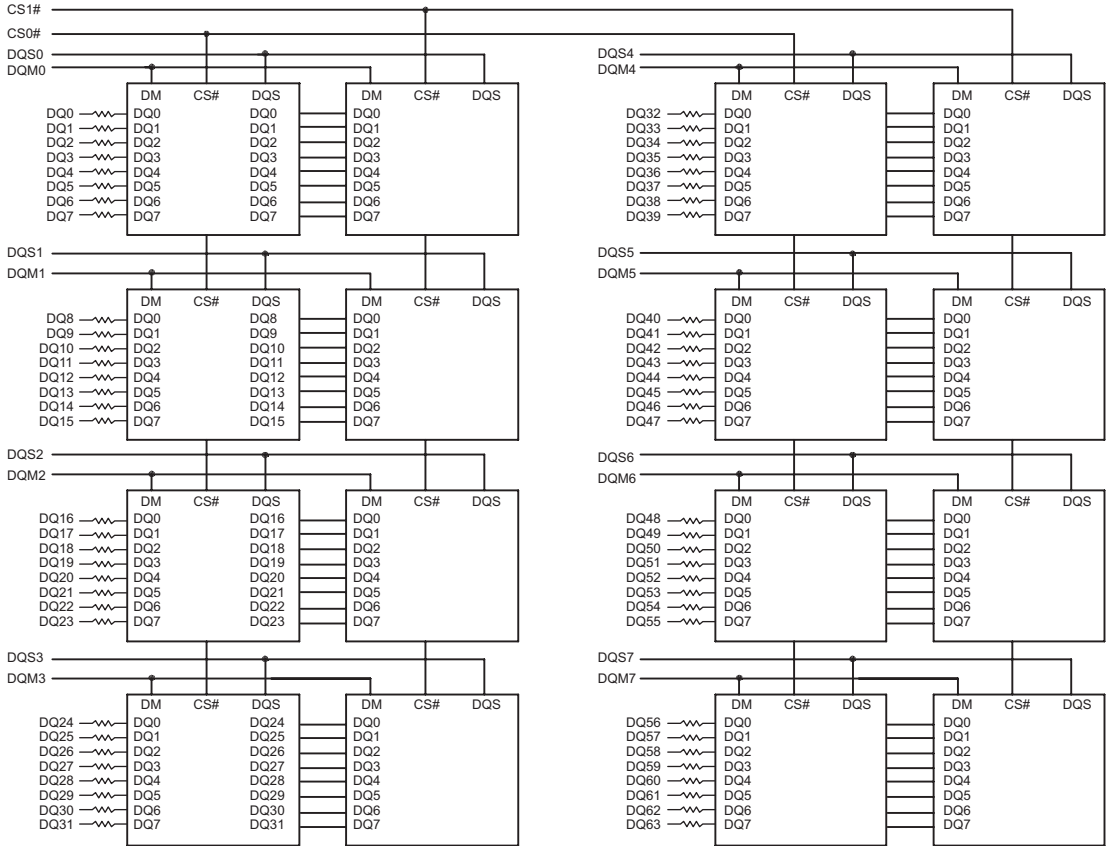 CS1#
CS0#
DQS0
DQM0
DM CS# DQS DM CS# DQS
DQ0 DQ0 DQ0 DQ0
DQ1 DQ1 DQ1 DQ1
DQ2 DQ2 DQ2 DQ2
DQ3 DQ3 DQ3 DQ3
DQ4 DQ4 DQ4 DQ4
DQ5 DQ5 DQ5 DQ5
DQ6 DQ6 DQ6 DQ6
DQ7 DQ7 DQ7 DQ7
DQS1
DQM1
DM CS# DQS DM CS# DQS
DQ8 DQ0 DQ8 DQ0
DQ9 DQ1 DQ9 DQ1
DQ10 DQ2 DQ10 DQ2
DQ11 DQ3 DQ11 DQ3
DQ12 DQ4 DQ12 DQ4
DQ13 DQ5 DQ13 DQ5
DQ14 DQ6 DQ14 DQ6
DQ15 DQ7 DQ15 DQ7
DQS2
DQM2
DM CS# DQS DM CS# DQS
DQ16 DQ0 DQ16 DQ0
DQ17 DQ1 DQ17 DQ1
DQ18 DQ2 DQ18 DQ2
DQ19 DQ3 DQ19 DQ3
DQ20 DQ4 DQ20 DQ4
DQ21 DQ5 DQ21 DQ5
DQ22 DQ6 DQ22 DQ6
DQ23 DQ7 DQ23 DQ7
DQS3
DQM3
DM CS# DQS DM CS# DQS
DQ24 DQ0 DQ24 DQ0
DQ25 DQ1 DQ25 DQ1
DQ26 DQ2 DQ26 DQ2
DQ27 DQ3 DQ27 DQ3
DQ28 DQ4 DQ28 DQ4
DQ29 DQ5 DQ29 DQ5
DQ30 DQ6 DQ30 DQ6
DQ31 DQ7 DQ31 DQ7
DQS4
DQM4
DM CS# DQS DM CS# DQS
DQ32 DQ0 DQ0
DQ33 DQ1 DQ1
DQ34 DQ2 DQ2
DQ35 DQ3 DQ3
DQ36 DQ4 DQ4
DQ37 DQ5 DQ5
DQ38 DQ6 DQ6
DQ39 DQ7 DQ7
DQS5
DQM5
DM CS# DQS DM CS# DQS
DQ40 DQ0 DQ0
DQ41 DQ1 DQ1
DQ42 DQ2 DQ2
DQ43 DQ3 DQ3
DQ44 DQ4 DQ4
DQ45 DQ5 DQ5
DQ46 DQ6 DQ6
DQ47 DQ7 DQ7
DQS6
DQM6
DM CS# DQS DM CS# DQS
DQ48 DQ0 DQ0
DQ49 DQ1 DQ1
DQ50 DQ2 DQ2
DQ51 DQ3 DQ3
DQ52 DQ4 DQ4
DQ53 DQ5 DQ5
DQ54 DQ6 DQ6
DQ55 DQ7 DQ7
DQS7
DQM7
DM CS# DQS DM CS# DQS
DQ56 DQ0 DQ0
DQ57 DQ1 DQ1
DQ58 DQ2 DQ2
DQ59 DQ3 DQ3
DQ60 DQ4 DQ4
DQ61 DQ5 DQ5
DQ62 DQ6 DQ6
DQ63 DQ7 DQ7